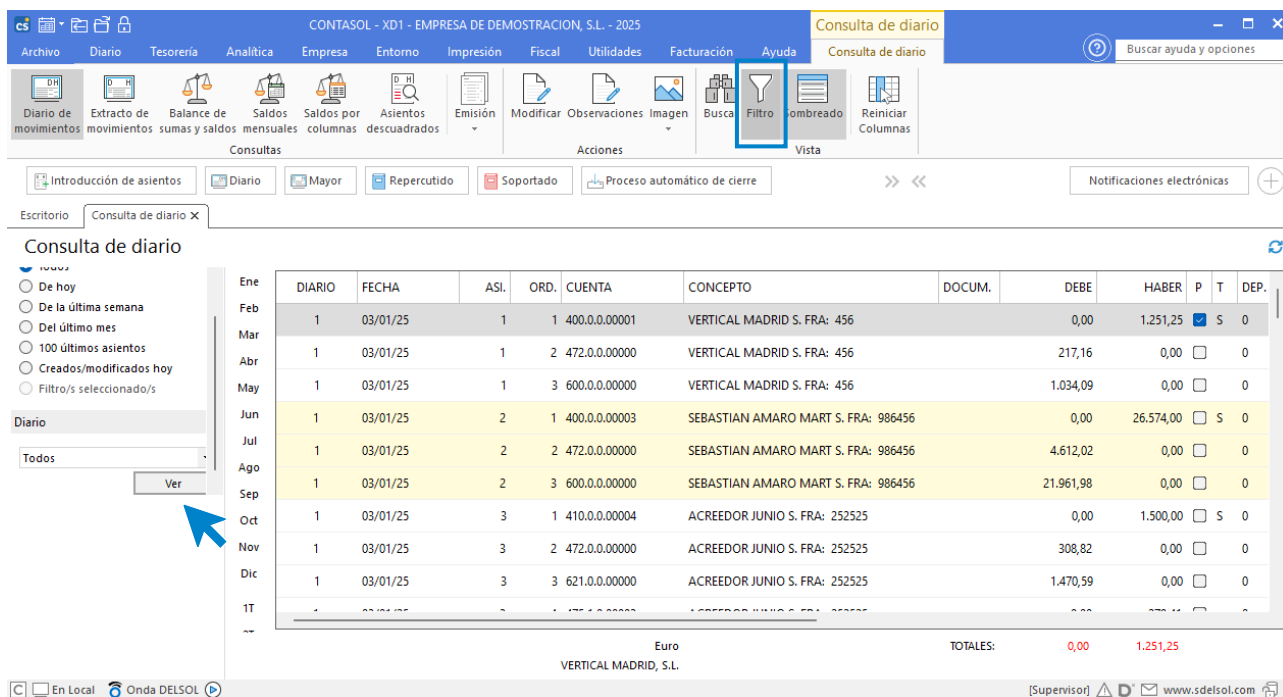 cs CONTASOL - XD1 - EMPRESA DE DEMOSTRACION, S.L. - 2025 Consulta de diario
Archivo Diario Tesorería Analítica Empresa Entorno Impresión Fiscal Utilidades Facturación Ayuda Consulta de diario Buscar ayuda y opciones
Diario de movimientos Extracto de movimientos Balance de sumas y saldos Saldos mensuales Saldos por columnas Asientos descuadrados Emisión Modificar Observaciones Imagen Busca Filtro ombreado Reiniciar Columnas
Consultas Acciones Vista
Introducción de asientos Diario Mayor Repercutido Soportado Proceso automático de cierre Notificaciones electrónicas
Escritorio Consulta de diario X
Consulta de diario
Todos
De hoy
De la última semana
Del último mes
100 últimos asientos
Creados/modificados hoy
Filtro/s seleccionado/s
Diario
Todos
Ver
Ene
Feb
Mar
Abr
May
Jun
Jul
Ago
Sep
Oct
Nov
Dic
1T
DIARIO FECHA ASI. ORD. CUENTA CONCEPTO DOCUM. DEBE HABER P T DEP.
1 03/01/25 1 1 400.0.0.00001 VERTICAL MADRID S. FRA: 456 0,00 1.251,25 S 0
1 03/01/25 1 2 472.0.0.00000 VERTICAL MADRID S. FRA: 456 217,16 0,00 0
1 03/01/25 1 3 600.0.0.00000 VERTICAL MADRID S. FRA: 456 1.034,09 0,00 0
1 03/01/25 2 1 400.0.0.00003 SEBASTIAN AMARO MART S. FRA: 986456 0,00 26.574,00 S 0
1 03/01/25 2 2 472.0.0.00000 SEBASTIAN AMARO MART S. FRA: 986456 4.612,02 0,00 0
1 03/01/25 2 3 600.0.0.00000 SEBASTIAN AMARO MART S. FRA: 986456 21.961,98 0,00 0
1 03/01/25 3 1 410.0.0.00004 ACREEDOR JUNIO S. FRA: 252525 0,00 1.500,00 S 0
1 03/01/25 3 2 472.0.0.00000 ACREEDOR JUNIO S. FRA: 252525 308,82 0,00 0
1 03/01/25 3 3 621.0.0.00000 ACREEDOR JUNIO S. FRA: 252525 1.470,59 0,00 0
Euro TOTALES: 0,00 1.251,25
VERTICAL MADRID, S.L.
C En Local Onda DELSOL [Supervisor] D www.sdelsol.com